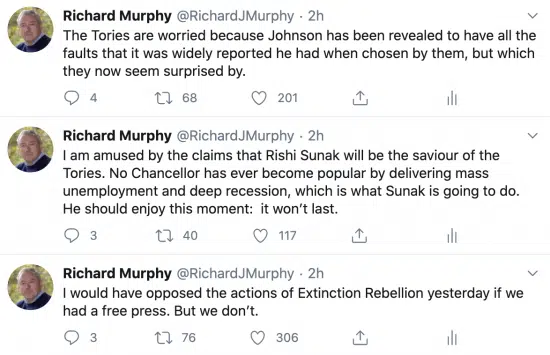 Richard Murphy @RichardJMurphy · 2h
The Tories are worried because Johnson has been revealed to have all the
faults that it was widely reported he had when chosen by them, but which
they now seem surprised by.
4 68 201
Richard Murphy @RichardJMurphy · 2h
I am amused by the claims that Rishi Sunak will be the saviour of the
Tories. No Chancellor has ever become popular by delivering mass
unemployment and deep recession, which is what Sunak is going to do.
He should enjoy this moment:  it won't last.
3 40 117
Richard Murphy @RichardJMurphy · 2h
I would have opposed the actions of Extinction Rebellion yesterday if we
had a free press. But we don't.
3 76 306